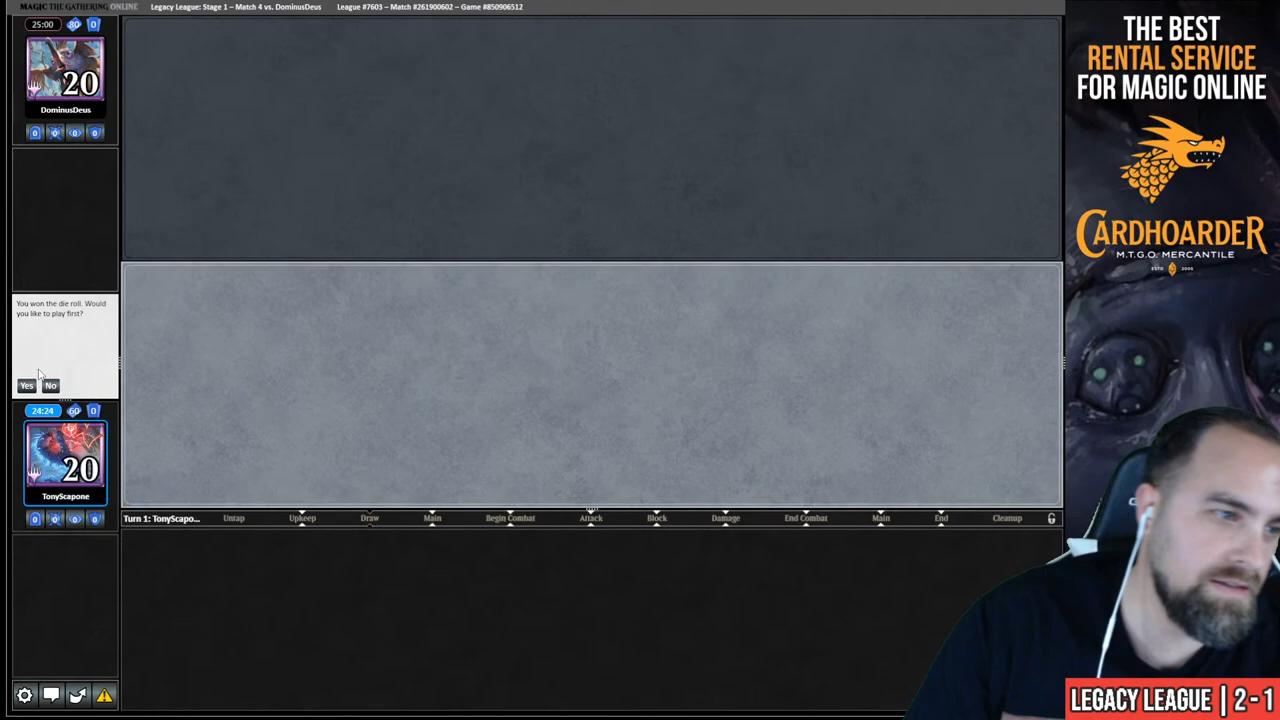 MAGIC THE GATHERING ONLINE
Legacy League: Stage 1 – Match 4 vs. DominusDeus
League #7603 – Match #261900602 – Game #850906512
25:00
80
0
20
DominusDeus
0
0
0
0
You won the die roll. Would
you like to play first?
Yes
No
24:24
60
0
20
TonyScapone
0
0
0
0
Turn 1: TonyScapo...
Untap
Upkeep
Draw
Main
Begin Combat
Attack
Block
Damage
End Combat
Main
End
Cleanup
THE BEST
RENTAL SERVICE
FOR MAGIC ONLINE
CARDHOARDER
M.T.G.O. MERCANTILE
ESTD
2005
LEGACY LEAGUE | 2-1